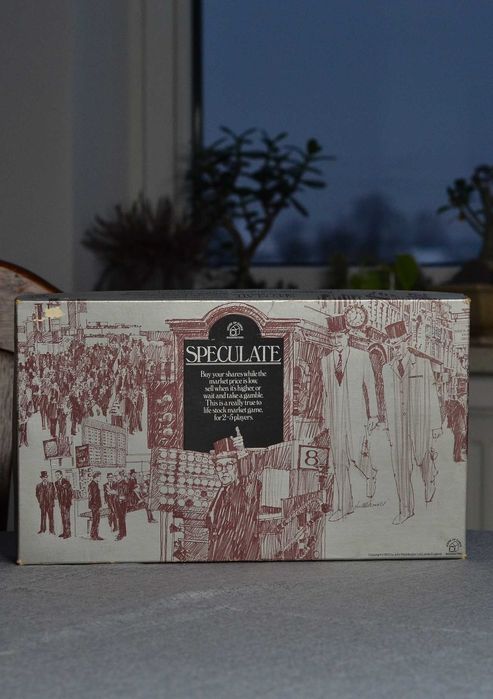 SPECULATE
Buy your shares while the
market price is low,
sell when it's higher, or
wait and take a gamble.
This is a really true to
life stock market game,
for 2-5 players.
8